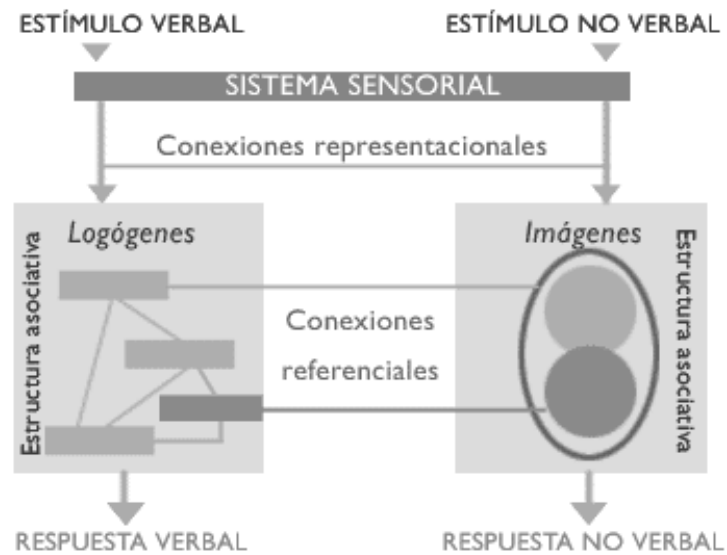 ESTÍMULO VERBAL
ESTÍMULO NO VERBAL
SISTEMA SENSORIAL
Conexiones representacionales
Estructura asociativa
Logógenes
Imágenes
Estructura asociativa
Conexiones
referenciales
RESPUESTA VERBAL
RESPUESTA NO VERBAL